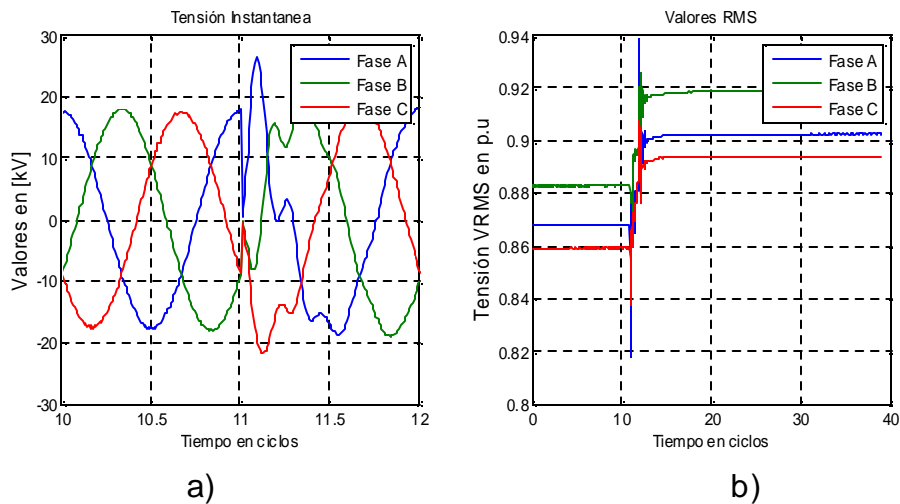 Tensión Instantanea
Valores en [kV]
30
20
10
0
-10
-20
-30
10
10.5
11
11.5
12
Tiempo en ciclos
Fase A
Fase B
Fase C
a)
Valores RMS
Tensión VRMS en p.u
0.94
0.92
0.9
0.88
0.86
0.84
0.82
0.8
0
10
20
30
40
Tiempo en ciclos
Fase A
Fase B
Fase C
b)